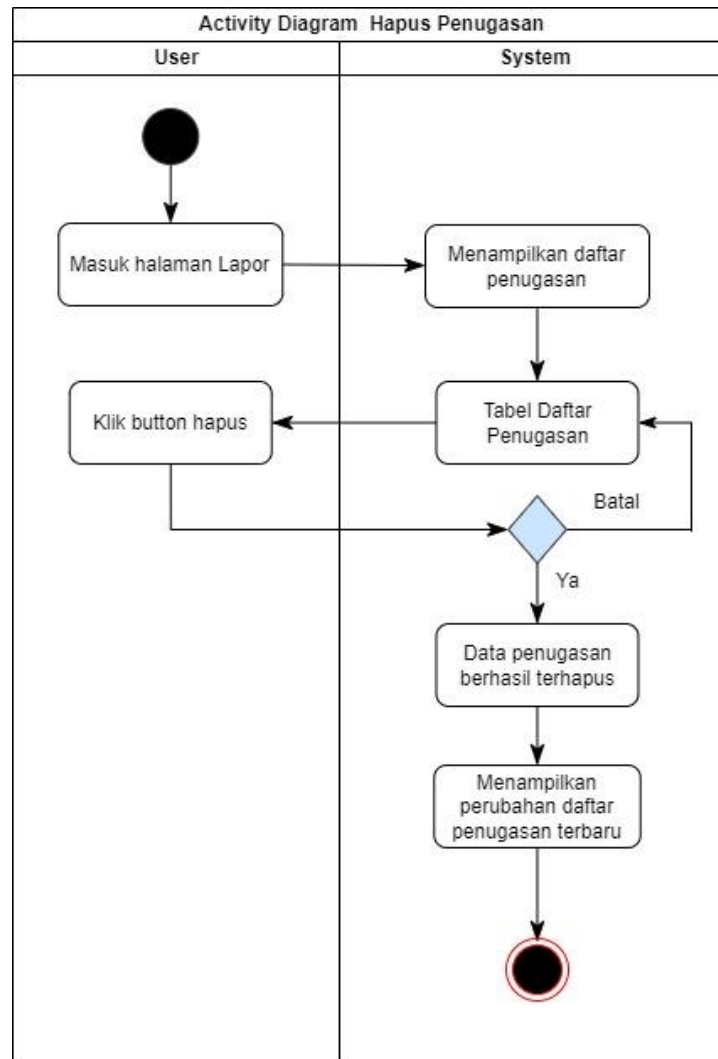 Activity Diagram  Hapus Penugasan
User
System
Masuk halaman Lapor
Menampilkan daftar
penugasan
Klik button hapus
Tabel Daftar
Penugasan
Batal
Ya
Data penugasan
berhasil terhapus
Menampilkan
perubahan daftar
penugasan terbaru